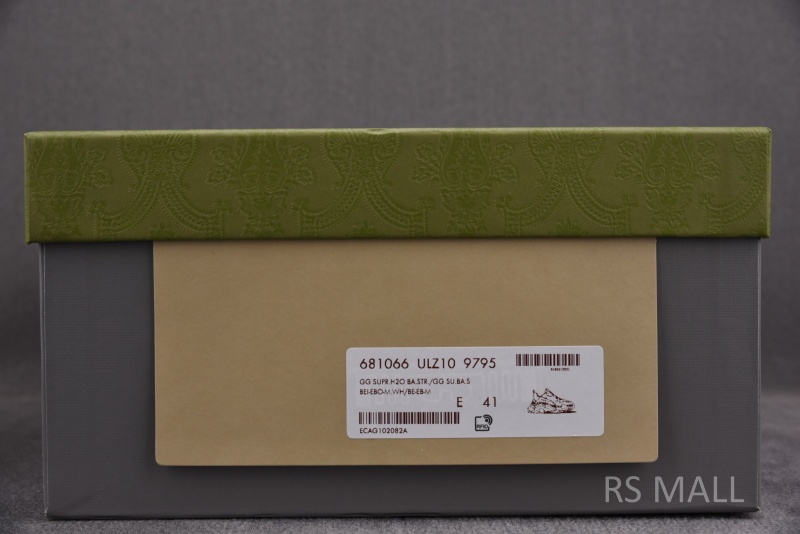 681066 ULZ10 9795
GG SUPR.H2O BA.STR./GG SU.BA.S
BEI-EBO-M.WH/BE-EB-M
E 41
ECAG102082A
RFID
RS MALL